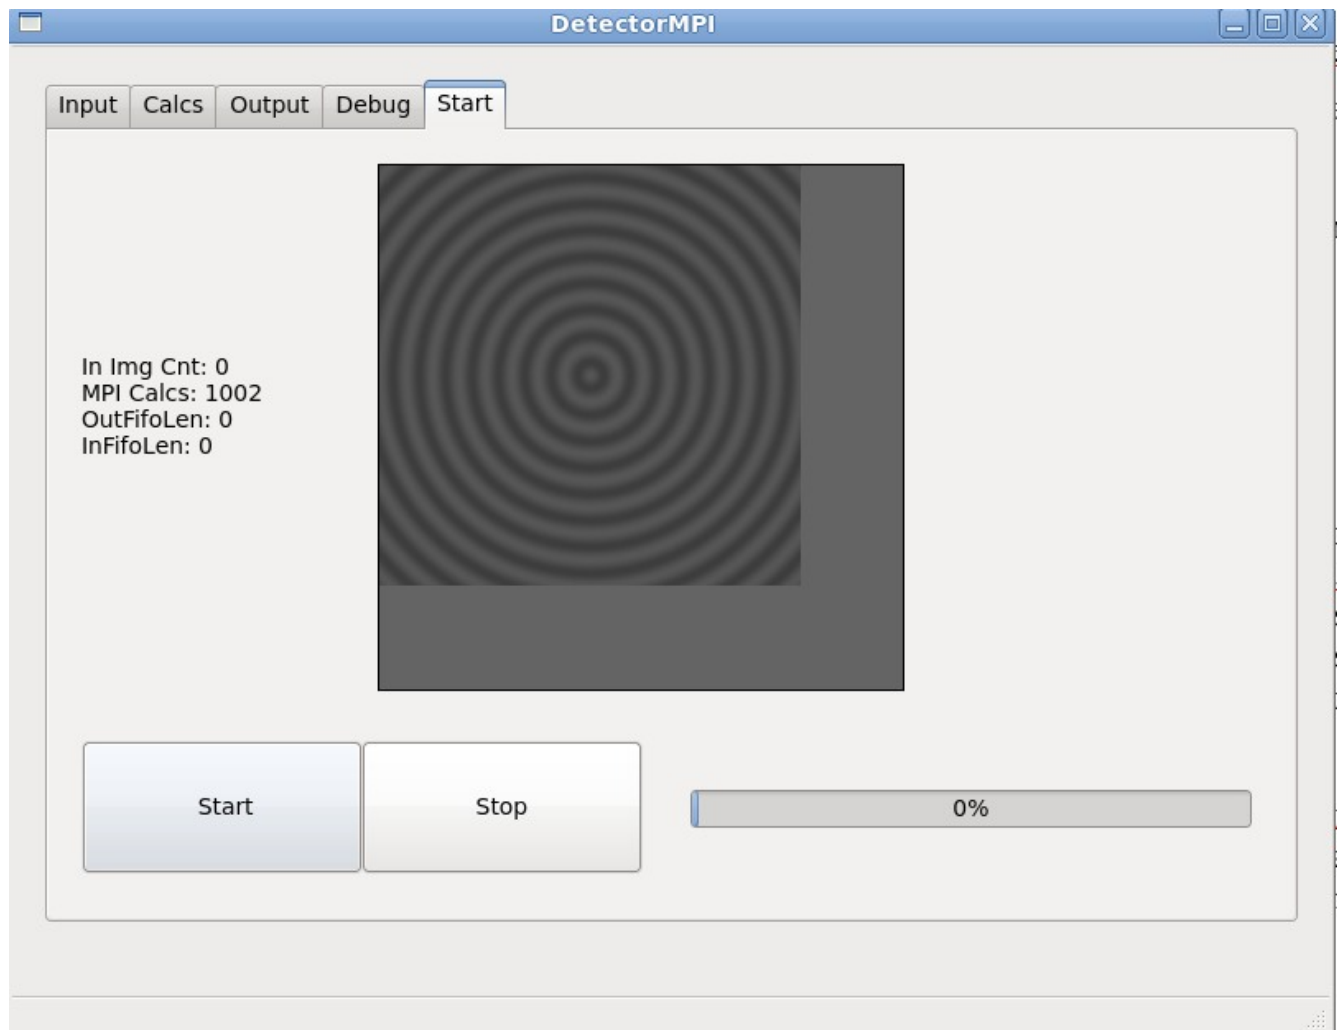 DetectorMPI
Input Calcs Output Debug Start
In Img Cnt: 0
MPI Calcs: 1002
OutFifoLen: 0
InFifoLen: 0
Start Stop 0%